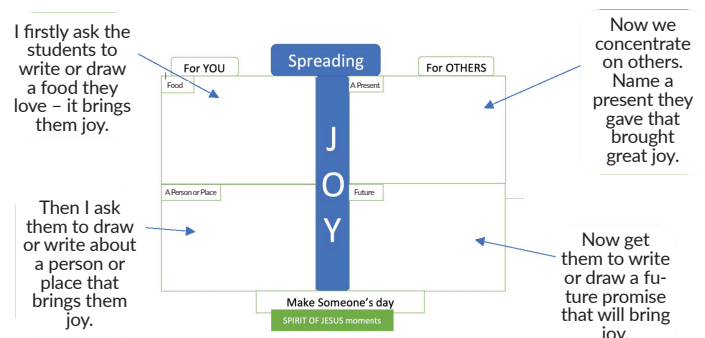 I firstly ask the
students to
write or draw
a food they
love – it brings
them joy.
Spreading
For YOU
For OTHERS
Now we
concentrate
on others.
Name a
present they
gave that
brought
great joy.
Food
A Present
J
O
Y
A Person or Place
Future
Then I ask
them to draw
or write about
a person or
place that
brings them
joy.
Now get
them to write
or draw a fu-
ture promise
that will bring
joy.
Make Someone's day
SPIRIT OF JESUS moments